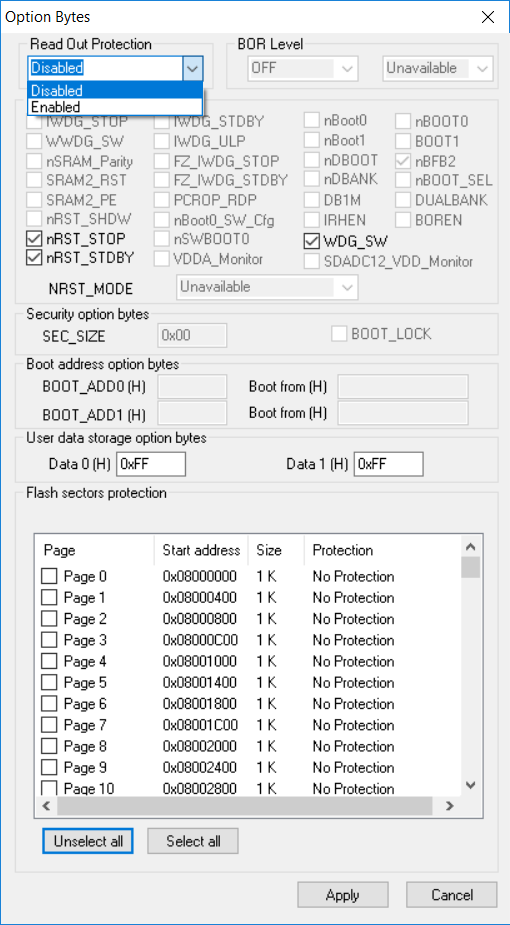 Option Bytes
Read Out Protection
BOR Level
Disabled
OFF
Unavailable
Disabled
Enabled
IWDG_STOP IWDG_STDBY nBoot0 nBOOT0
WWDG_SW IWDG_ULP nBoot1 BOOT1
nSRAM_Parity FZ_IWDG_STOP nDBOOT nBFB2
SRAM2_RST FZ_IWDG_STDBY nDBANK nBOOT_SEL
SRAM2_PE PCROP_RDP DB1M DUALBANK
nRST_SHDW nBoot0_SW_Cfg IRHEN BOREN
nRST_STOP nSWBOOT0 WDG_SW
nRST_STDBY VDDA_Monitor SDADC12_VDD_Monitor
NRST_MODE Unavailable
Security option bytes
SEC_SIZE 0x00 BOOT_LOCK
Boot address option bytes
BOOT_ADD0 (H) Boot from (H)
BOOT_ADD1 (H) Boot from (H)
User data storage option bytes
Data 0 (H) 0xFF Data 1 (H) 0xFF
Flash sectors protection
Page Start address Size Protection
Page 0 0x08000000 1 K No Protection
Page 1 0x08000400 1 K No Protection
Page 2 0x08000800 1 K No Protection
Page 3 0x08000C00 1 K No Protection
Page 4 0x08001000 1 K No Protection
Page 5 0x08001400 1 K No Protection
Page 6 0x08001800 1 K No Protection
Page 7 0x08001C00 1 K No Protection
Page 8 0x08002000 1 K No Protection
Page 9 0x08002400 1 K No Protection
Page 10 0x08002800 1 K No Protection
Unselect all Select all
Apply Cancel